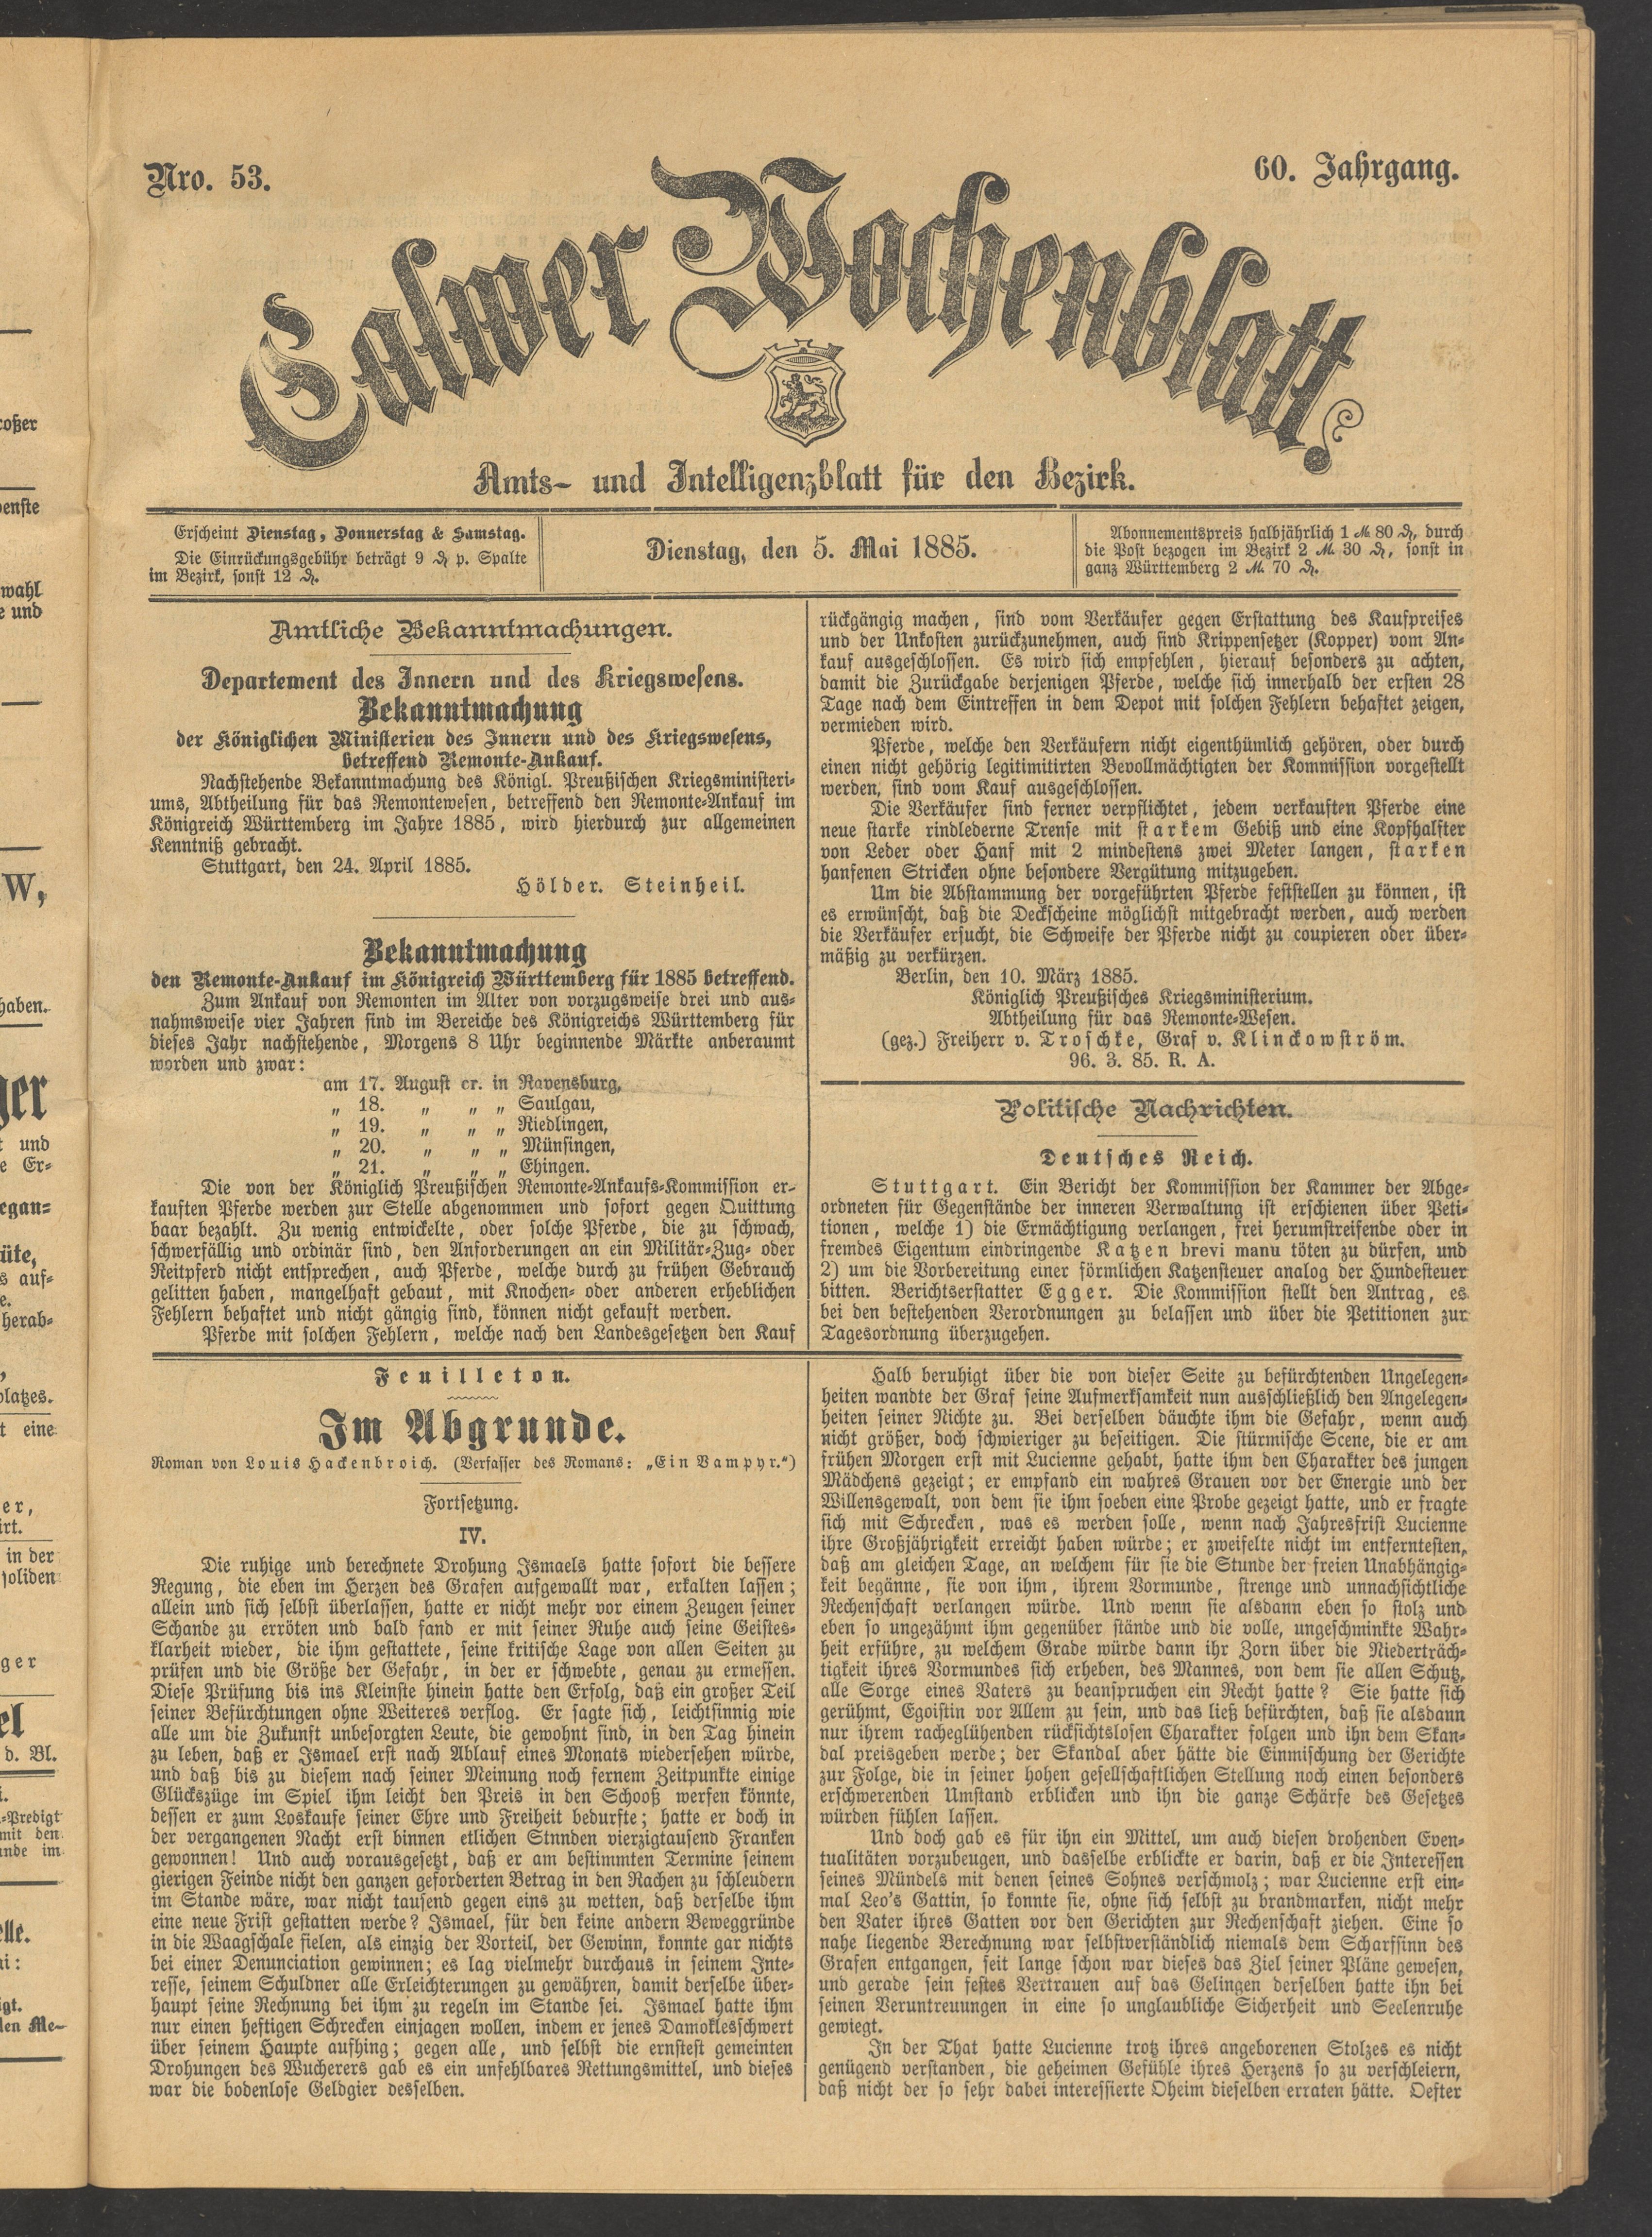 Nro. 53.
60. Jahrgang.
Calwer Wochenblatt
Amts- und Intelligenzblatt für den Bezirk.
Erscheint Dienstag, Donnerstag & Samstag.
Die Einrückungsgebühr beträgt 9 ₰ p. Spalte
im Bezirk, sonst 12 ₰.
Dienstag, den 5. Mai 1885.
Abonnementspreis halbjährlich 1 ℳ 80 ₰, durch
die Post bezogen im Bezirk 2 ℳ 30 ₰, sonst in
ganz Württemberg 2 ℳ 70 ₰.
Amtliche Bekanntmachungen.
Departement des Innern und des Kriegswesens.
Bekanntmachung
der Königlichen Ministerien des Innern und des Kriegswesens,
betreffend Remonte-Ankauf.
Nachstehende Bekanntmachung des Königl. Preußischen Kriegsministeri-
ums, Abtheilung für das Remontewesen, betreffend den Remonte-Ankauf im
Königreich Württemberg im Jahre 1885, wird hierdurch zur allgemeinen
Kenntniß gebracht.
Stuttgart, den 24. April 1885.
Hölder. Steinheil.
Bekanntmachung
den Remonte-Ankauf im Königreich Württemberg für 1885 betreffend.
Zum Ankauf von Remonten im Alter von vorzugsweise drei und aus-
nahmsweise vier Jahren sind im Bereiche des Königreichs Württemberg für
dieses Jahr nachstehende, Morgens 8 Uhr beginnende Märkte anberaumt
worden und zwar:
am 17. August cr. in Ravensburg,
„ 18. „ „ „ Saulgau,
„ 19. „ „ „ Riedlingen,
„ 20. „ „ „ Münsingen,
„ 21. „ „ „ Ehingen.
Die von der Königlich Preußischen Remonte-Ankaufs-Kommission er-
kauften Pferde werden zur Stelle abgenommen und sofort gegen Quittung
baar bezahlt. Zu wenig entwickelte, oder solche Pferde, die zu schwach,
schwerfällig und ordinär sind, den Anforderungen an ein Militär-Zug- oder
Reitpferd nicht entsprechen, auch Pferde, welche durch zu frühen Gebrauch
gelitten haben, mangelhaft gebaut, mit Knochen- oder anderen erheblichen
Fehlern behaftet und nicht gängig sind, können nicht gekauft werden.
Pferde mit solchen Fehlern, welche nach den Landesgesetzen den Kauf
rückgängig machen, sind vom Verkäufer gegen Erstattung des Kaufpreises
und der Unkosten zurückzunehmen, auch sind Krippensetzer (Kopper) vom An-
kauf ausgeschlossen. Es wird sich empfehlen, hierauf besonders zu achten,
damit die Zurückgabe derjenigen Pferde, welche sich innerhalb der ersten 28
Tage nach dem Eintreffen in dem Depot mit solchen Fehlern behaftet zeigen,
vermieden wird.
Pferde, welche den Verkäufern nicht eigenthümlich gehören, oder durch
einen nicht gehörig legitimitirten Bevollmächtigten der Kommission vorgestellt
werden, sind vom Kauf ausgeschlossen.
Die Verkäufer sind ferner verpflichtet, jedem verkauften Pferde eine
neue starke rindlederne Trense mit starkem Gebiß und eine Kopfhalfter
von Leder oder Hanf mit 2 mindestens zwei Meter langen, starken
hanfenen Stricken ohne besondere Vergütung mitzugeben.
Um die Abstammung der vorgeführten Pferde feststellen zu können, ist
es erwünscht, daß die Deckscheine möglichst mitgebracht werden, auch werden
die Verkäufer ersucht, die Schweife der Pferde nicht zu coupieren oder über-
mäßig zu verkürzen.
Berlin, den 10. März 1885.
Königlich Preußisches Kriegsministerium.
Abtheilung für das Remonte-Wesen.
(gez.) Freiherr v. Troschke, Graf v. Klinckowström.
96. 3. 85. R. A.
Politische Nachrichten.
Deutsches Reich.
Stuttgart. Ein Bericht der Kommission der Kammer der Abge-
ordneten für Gegenstände der inneren Verwaltung ist erschienen über Peti-
tionen, welche 1) die Ermächtigung verlangen, frei herumstreifende oder in
fremdes Eigentum eindringende Katzen brevi manu töten zu dürfen, und
2) um die Vorbereitung einer förmlichen Katzensteuer analog der Hundesteuer
bitten. Berichtserstatter Egger. Die Kommission stellt den Antrag, es
bei den bestehenden Verordnungen zu belassen und über die Petitionen zur
Tagesordnung überzugehen.
Feuilleton.
Im Abgrunde.
Roman von Louis Hackenbroich. (Verfasser des Romans: „Ein Vampyr.“)
Fortsetzung.
IV.
Die ruhige und berechnete Drohung Ismaels hatte sofort die bessere
Regung, die eben im Herzen des Grafen aufgewallt war, erkalten lassen;
allein und sich selbst überlassen, hatte er nicht mehr vor einem Zeugen seiner
Schande zu erröten und bald fand er mit seiner Ruhe auch seine Geistes-
klarheit wieder, die ihm gestattete, seine kritische Lage von allen Seiten zu
prüfen und die Größe der Gefahr, in der er schwebte, genau zu ermessen.
Diese Prüfung bis ins Kleinste hinein hatte den Erfolg, daß ein großer Teil
seiner Befürchtungen ohne Weiteres verflog. Er sagte sich, leichtsinnig wie
alle um die Zukunft unbesorgten Leute, die gewohnt sind, in den Tag hinein
zu leben, daß er Ismael erst nach Ablauf eines Monats wiedersehen würde,
und daß bis zu diesem nach seiner Meinung noch fernem Zeitpunkte einige
Glückszüge im Spiel ihm leicht den Preis in den Schooß werfen könnte,
dessen er zum Loskaufe seiner Ehre und Freiheit bedurfte; hatte er doch in
der vergangenen Nacht erst binnen etlichen Stnnden vierzigtausend Franken
gewonnen! Und auch vorausgesetzt, daß er am bestimmten Termine seinem
gierigen Feinde nicht den ganzen geforderten Betrag in den Rachen zu schleudern
im Stande wäre, war nicht tausend gegen eins zu wetten, daß derselbe ihm
eine neue Frist gestatten werde? Ismael, für den keine andern Beweggründe
in die Waagschale fielen, als einzig der Vorteil, der Gewinn, konnte gar nichts
bei einer Denunciation gewinnen; es lag vielmehr durchaus in seinem Inte-
resse, seinem Schuldner alle Erleichterungen zu gewähren, damit derselbe über-
haupt seine Rechnung bei ihm zu regeln im Stande sei. Ismael hatte ihm
nur einen heftigen Schrecken einjagen wollen, indem er jenes Damoklesschwert
über seinem Haupte aufhing; gegen alle, und selbst die ernstest gemeinten
Drohungen des Wucherers gab es ein unfehlbares Rettungsmittel, und dieses
war die bodenlose Geldgier desselben.
Halb beruhigt über die von dieser Seite zu befürchtenden Ungelegen-
heiten wandte der Graf seine Aufmerksamkeit nun ausschließlich den Angelegen-
heiten seiner Nichte zu. Bei derselben däuchte ihm die Gefahr, wenn auch
nicht größer, doch schwieriger zu beseitigen. Die stürmische Scene, die er am
frühen Morgen erst mit Lucienne gehabt, hatte ihm den Charakter des jungen
Mädchens gezeigt; er empfand ein wahres Grauen vor der Energie und der
Willensgewalt, von dem sie ihm soeben eine Probe gezeigt hatte, und er fragte
sich mit Schrecken, was es werden solle, wenn nach Jahresfrist Lucienne
ihre Großjährigkeit erreicht haben würde; er zweifelte nicht im entferntesten,
daß am gleichen Tage, an welchem für sie die Stunde der freien Unabhängig-
keit begänne, sie von ihm, ihrem Vormunde, strenge und unnachsichtliche
Rechenschaft verlangen würde. Und wenn sie alsdann eben so stolz und
eben so ungezähmt ihm gegenüber stände und die volle, ungeschminkte Wahr-
heit erführe, zu welchem Grade würde dann ihr Zorn über die Niederträch-
tigkeit ihres Vormundes sich erheben, des Mannes, von dem sie allen Schutz,
alle Sorge eines Vaters zu beanspruchen ein Recht hatte? Sie hatte sich
gerühmt, Egoistin vor Allem zu sein, und das ließ befürchten, daß sie alsdann
nur ihrem racheglühenden rücksichtslosen Charakter folgen und ihn dem Skan-
dal preisgeben werde; der Skandal aber hätte die Einmischung der Gerichte
zur Folge, die in seiner hohen gesellschaftlichen Stellung noch einen besonders
erschwerenden Umstand erblicken und ihn die ganze Schärfe des Gesetzes
würden fühlen lassen.
Und doch gab es für ihn ein Mittel, um auch diesen drohenden Even-
tualitäten vorzubeugen, und dasselbe erblickte er darin, daß er die Interessen
seines Mündels mit denen seines Sohnes verschmolz; war Lucienne erst ein-
mal Leo's Gattin, so konnte sie, ohne sich selbst zu brandmarken, nicht mehr
den Vater ihres Gatten vor den Gerichten zur Rechenschaft ziehen. Eine so
nahe liegende Berechnung war selbstverständlich niemals dem Scharfsinn des
Grafen entgangen, seit lange schon war dieses das Ziel seiner Pläne gewesen,
und gerade sein festes Vertrauen auf das Gelingen derselben hatte ihn bei
seinen Veruntreuungen in eine so unglaubliche Sicherheit und Seelenruhe
gewiegt.
In der That hatte Lucienne trotz ihres angeborenen Stolzes es nicht
genügend verstanden, die geheimen Gefühle ihres Herzens so zu verschleiern,
daß nicht der so sehr dabei interessierte Oheim dieselben erraten hätte. Oefter